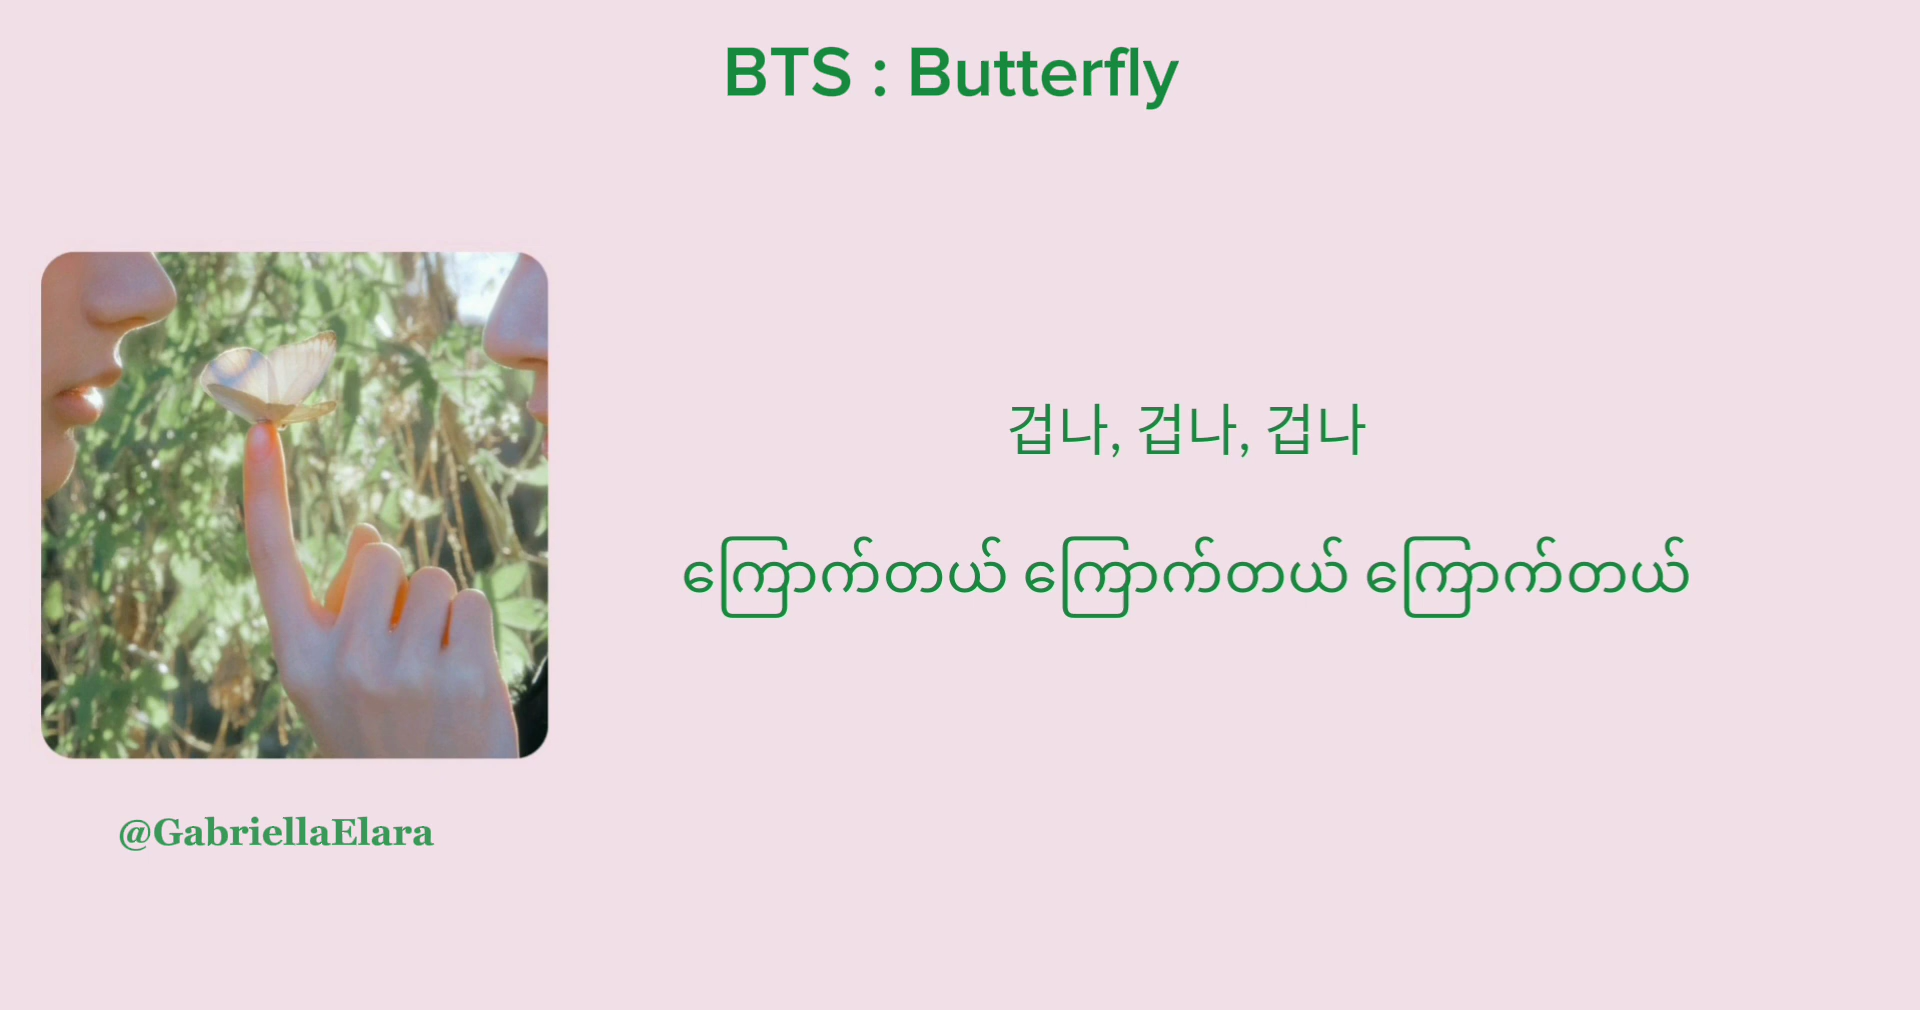 BTS : Butterfly
겁나, 겁나, 겁나
ကြောက်တယ် ကြောက်တယ် ကြောက်တယ်
@GabriellaElara